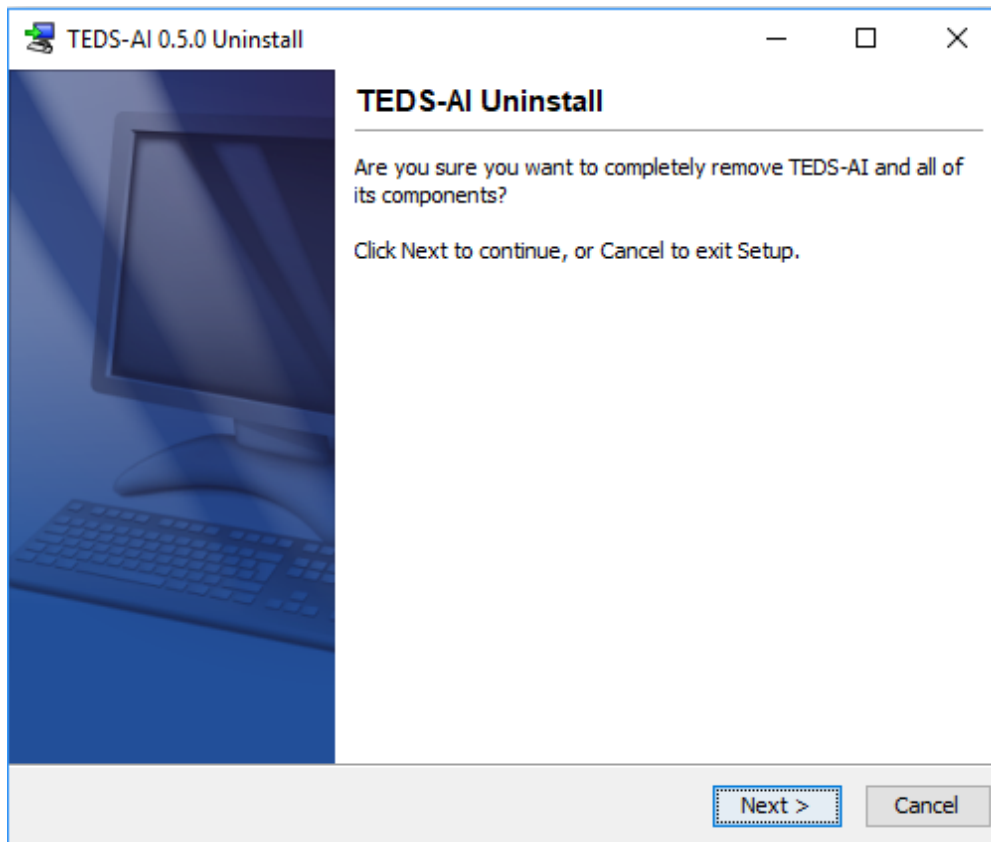 TEDS-AI 0.5.0 Uninstall
TEDS-AI Uninstall
Are you sure you want to completely remove TEDS-AI and all of
its components?
Click Next to continue, or Cancel to exit Setup.
Next >
Cancel